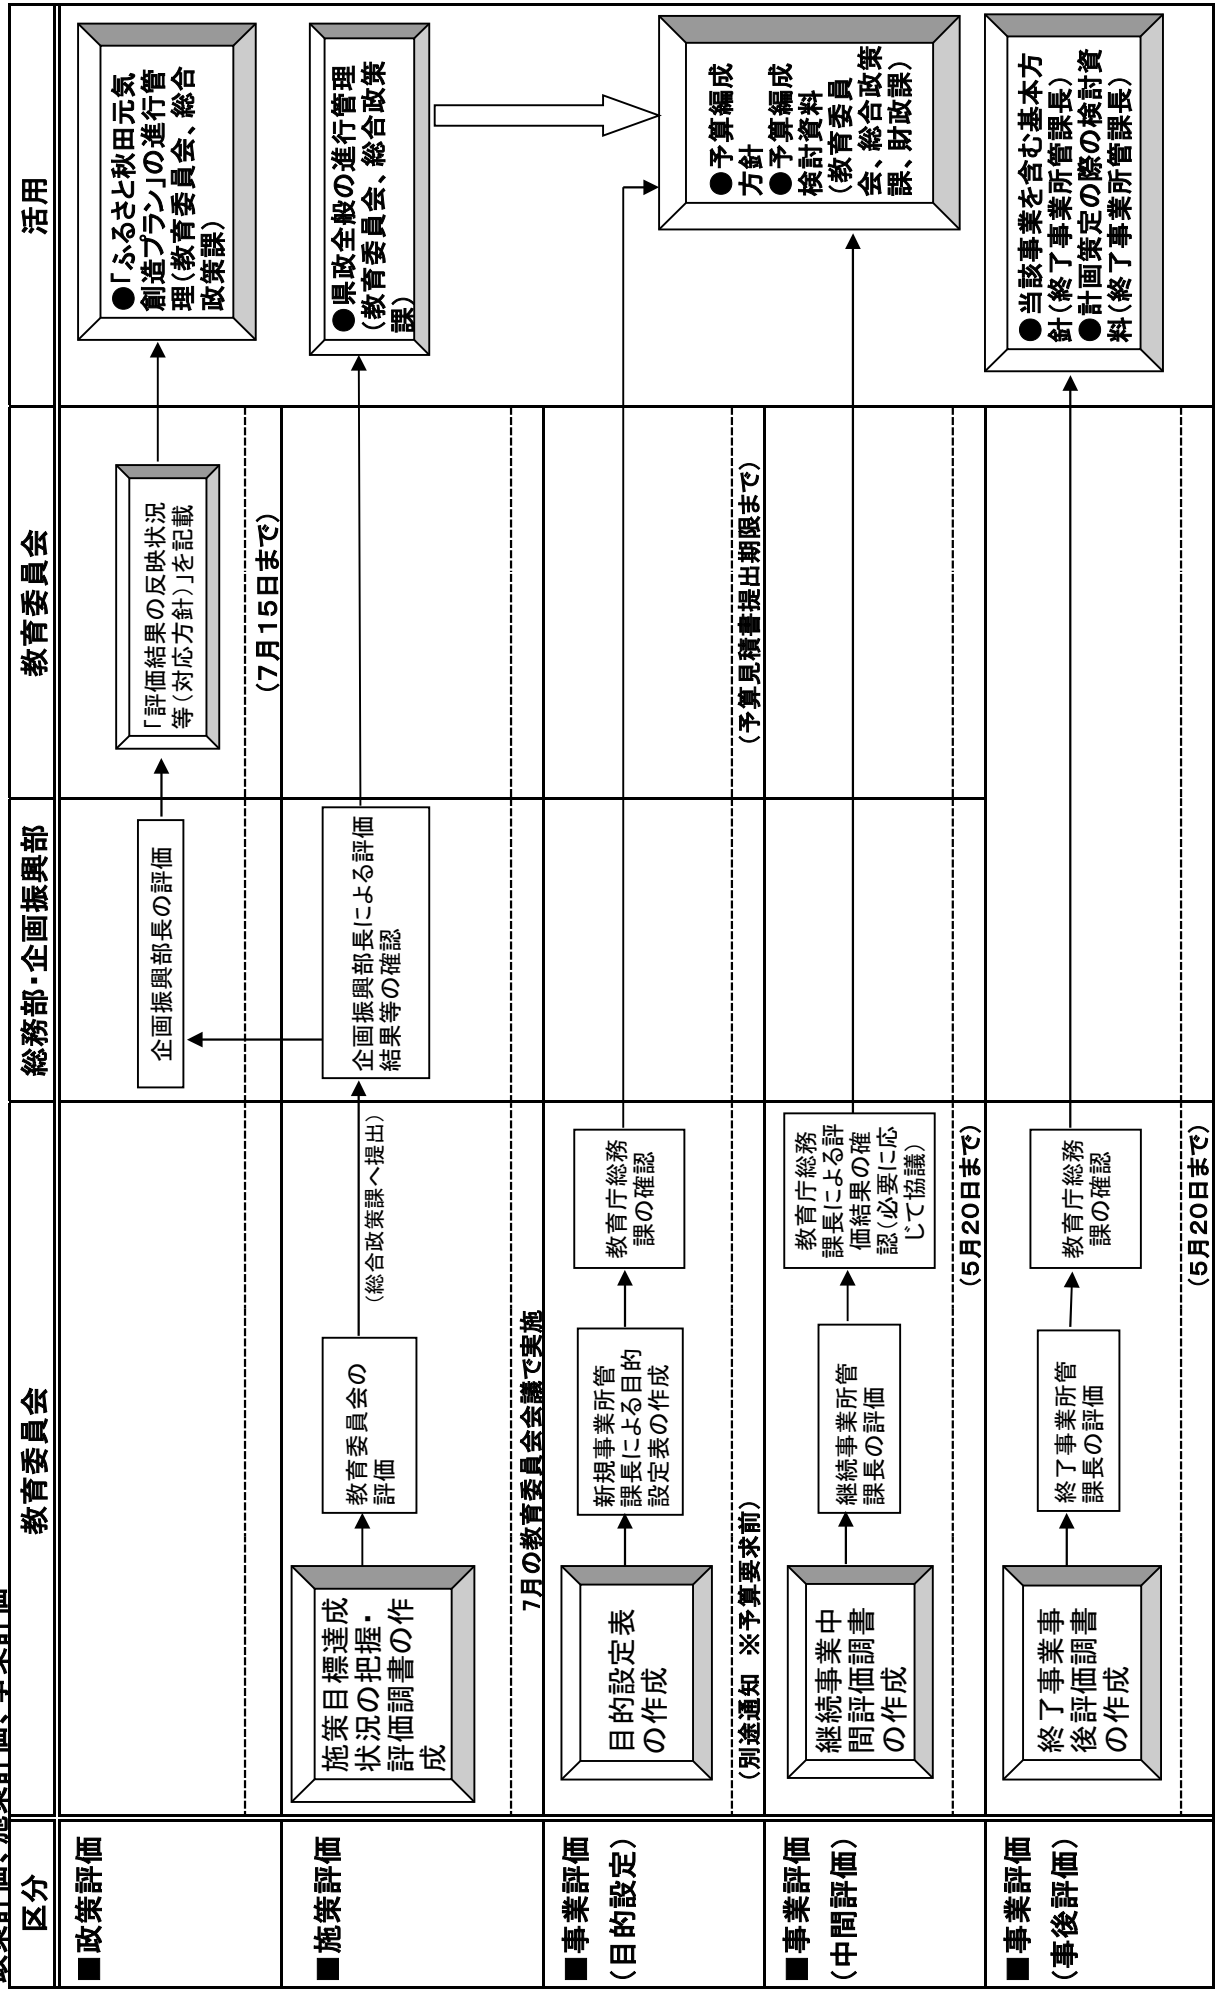 区分
教育委員会
総務部・企画振興部
教育委員会
活用
■政策評価
企画振興部長の評価
「評価結果の反映状況
等(対応方針)」を記載
(7月15日まで)
●「ふるさと秋田元気
創造プラン」の進行管
理(教育委員会、総合
政策課)
■施策評価
施策目標達成
状況の把握・
評価調書の作
成
教育委員会の
評価
(総合政策課へ提出)
企画振興部長による評価
結果等の確認
7月の教育委員会会議で実施
●県政全般の進行管理
(教育委員会、総合政策
課)
■事業評価
(目的設定)
目的設定表
の作成
新規事業所管
課長による目的
設定表の作成
教育庁総務
課の確認
(別途通知 ※予算要求前)
(予算見積書提出期限まで)
●予算編成
方針
●予算編成
検討資料
(教育委員
会、総合政策
課、財政課)
■事業評価
(中間評価)
継続事業中
間評価調書
の作成
継続事業所管
課長の評価
教育庁総務
課長による評
価結果の確
認(必要に応
じて協議)
(5月20日まで)
■事業評価
(事後評価)
終了事業事
後評価調書
の作成
終了事業所管
課長の評価
教育庁総務
課の確認
(5月20日まで)
●当該事業を含む基本方
針(終了事業所管課長)
●計画策定の際の検討資
料(終了事業所管課長)